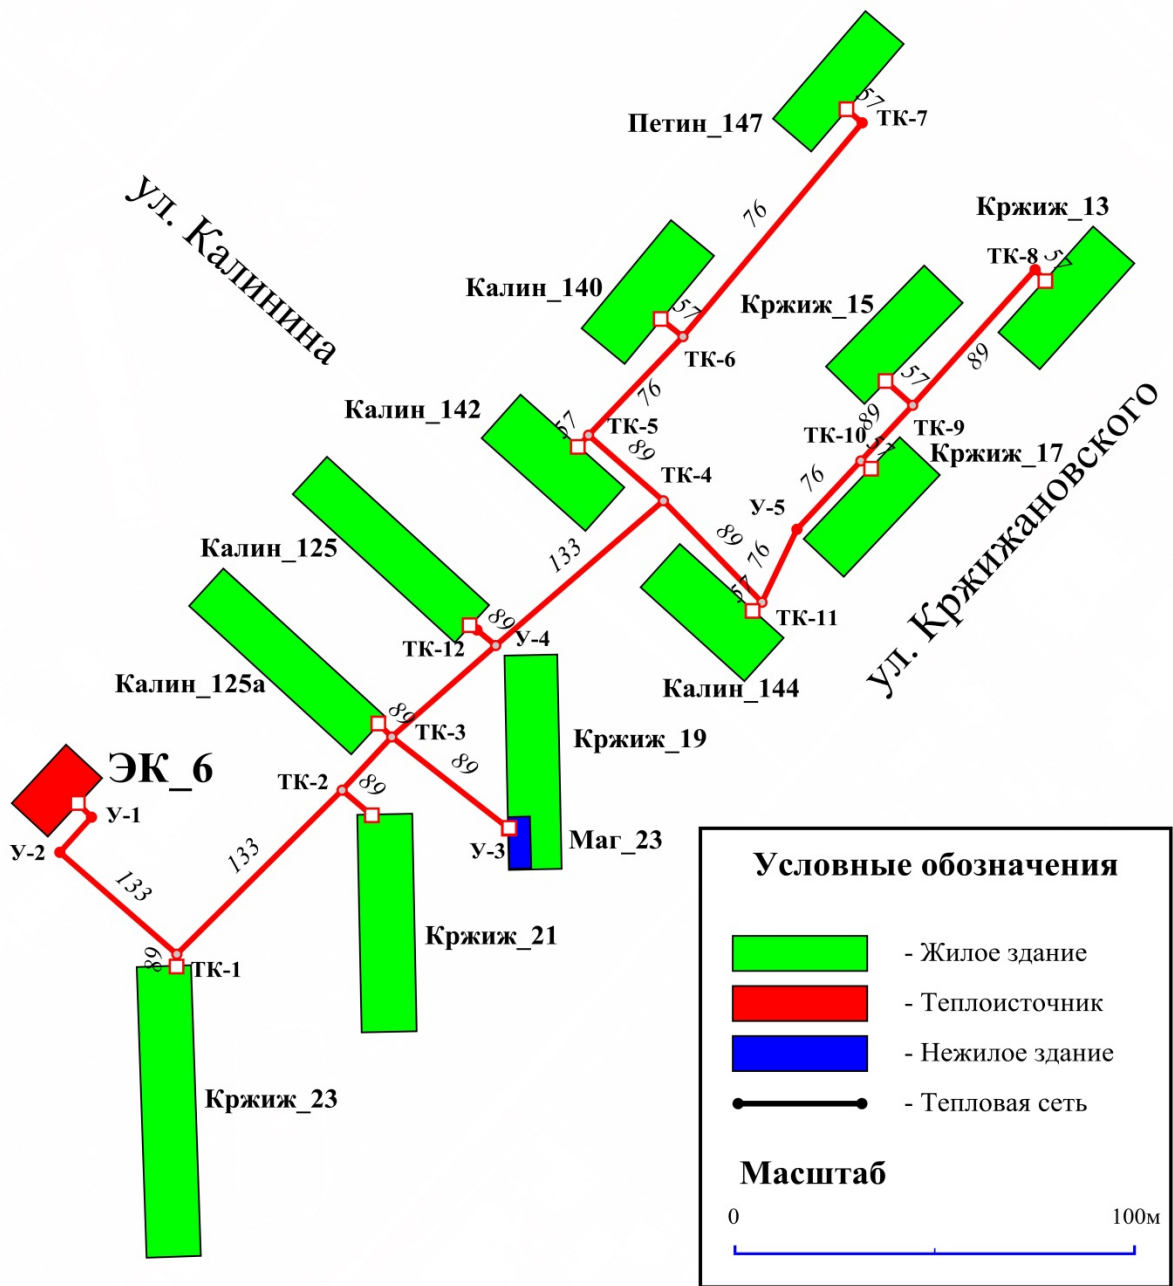 57
Петин_147
ТК-7
ул. Калинина
76
Кржиж_13
ТК-8
57
Калин_140
57
Кржиж_15
ТК-6
89
57
76
Калин_142
57
ТК-5
89
ТК-10
ТК-9
57
Кржиж_17
89
ТК-4
76
У-5
ул. Кржижановского
Калин_125
133
89
76
57
ТК-11
89
ТК-12
У-4
Калин_144
Калин_125а
89
ТК-3
Кржиж_19
89
ЭК_6
ТК-2
89
У-1
У-2
У-3
Маг_23
133
133
Кржиж_21
89
ТК-1
Кржиж_23
Условные обозначения
- Жилое здание
- Теплоисточник
- Нежилое здание
- Тепловая сеть
Масштаб
0
100м